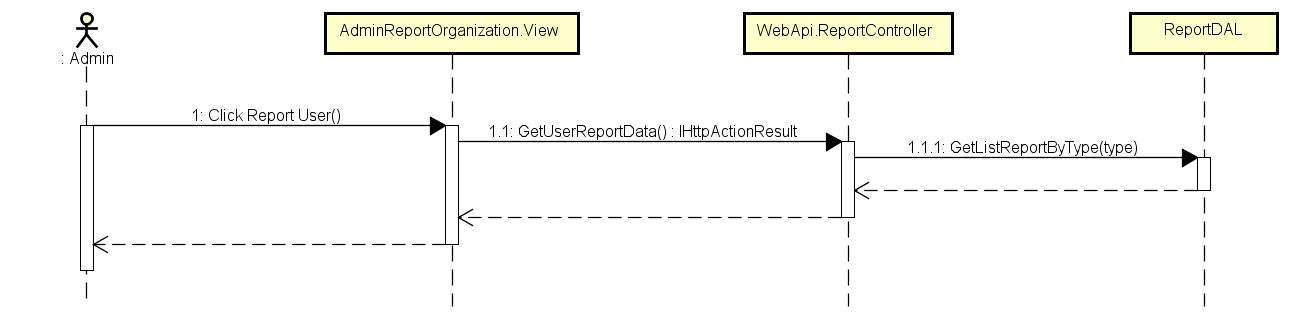 AdminReportOrganization.View
WebApi.ReportController
ReportDAL
: Admin
1: Click Report User()
1.1: GetUserReportData() : IHttpActionResult
1.1.1: GetListReportByType(type)